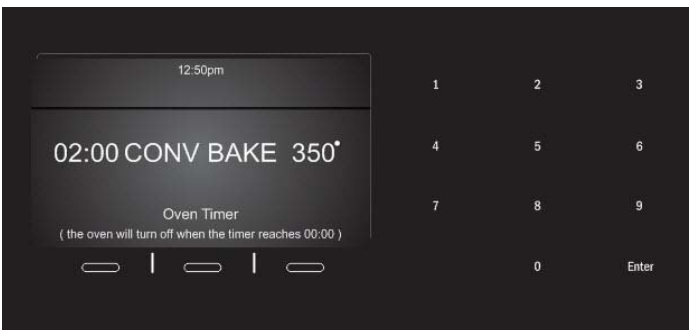 12:50pm
02:00 CONV BAKE 350°
Oven Timer
( the oven will turn off when the timer reaches 00:00 )
1 2 3
4 5 6
7 8 9
0 Enter